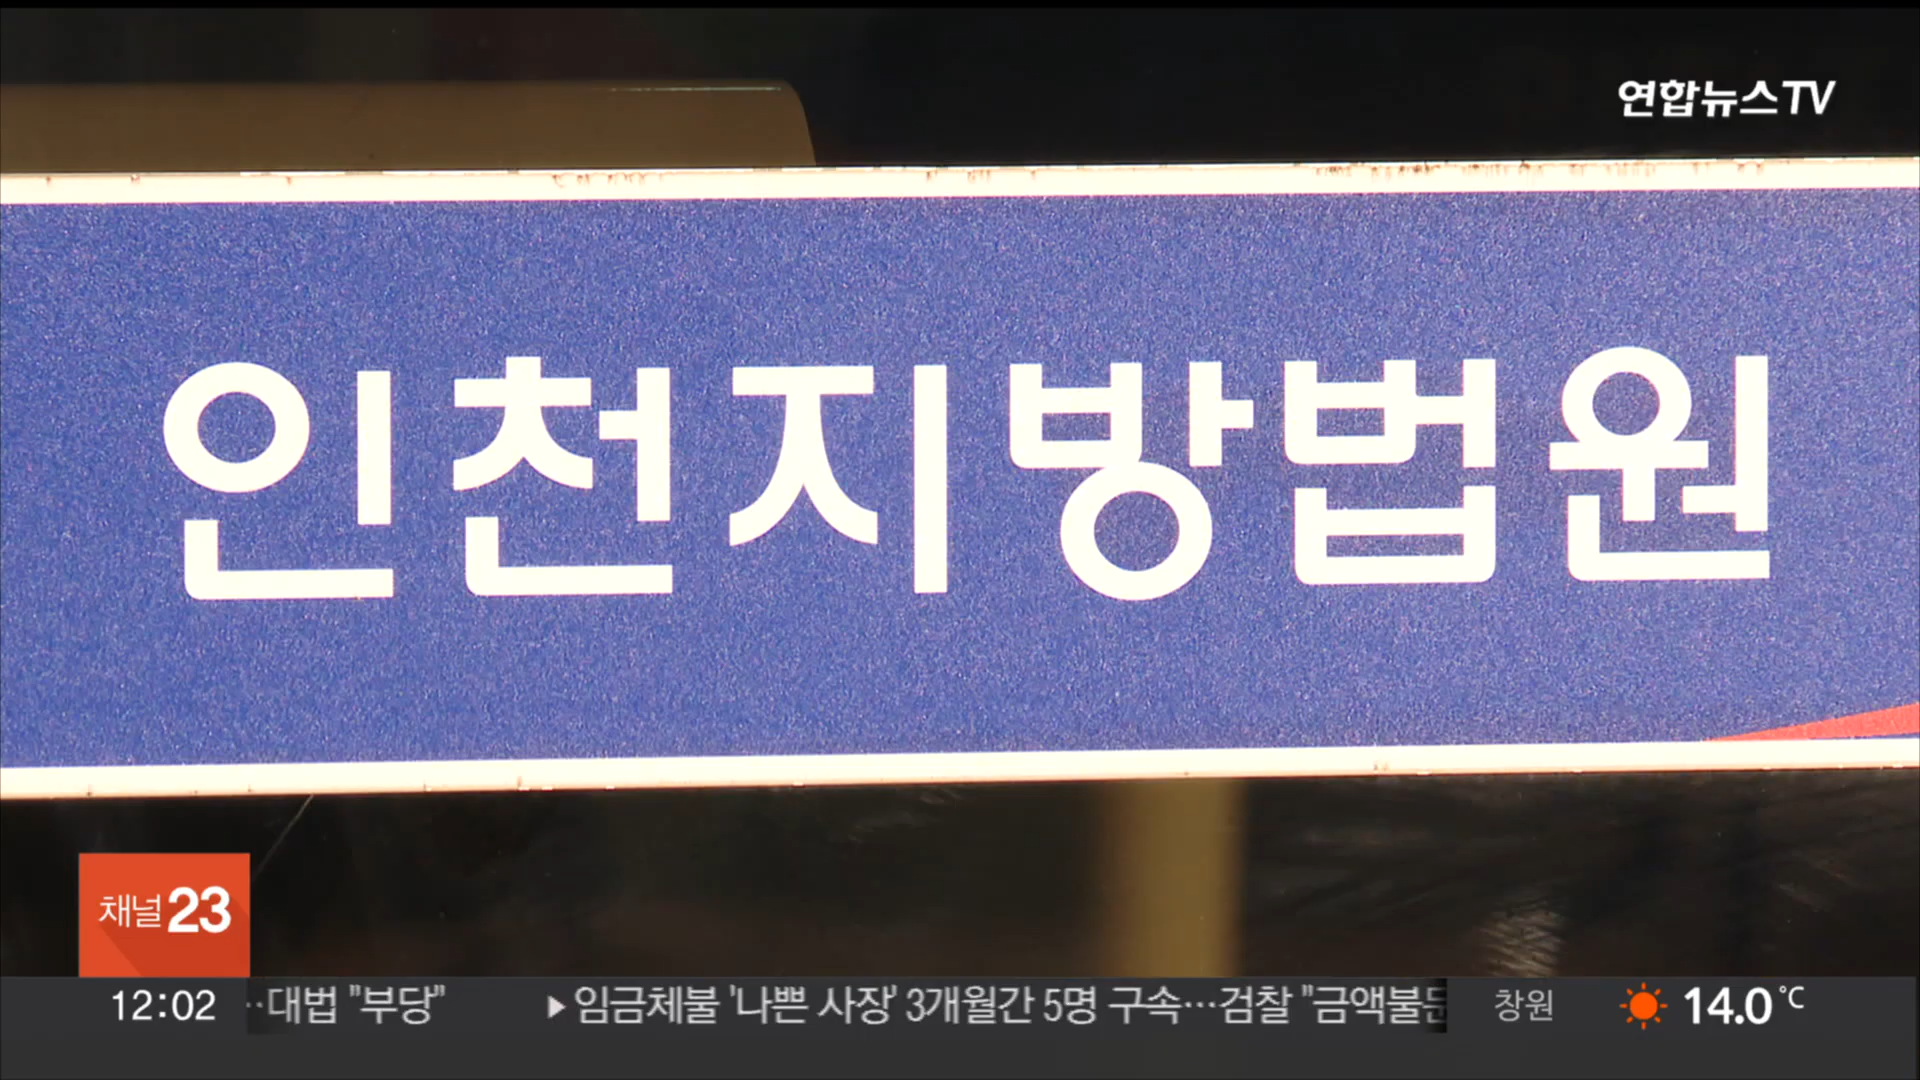 연합뉴스TV
인천지방법원
채널23
12:02 ··대법 "부당" ▶임금체불 '나쁜 사장' 3개월간 5명 구속···검찰 "금액불문 창원 14.0℃